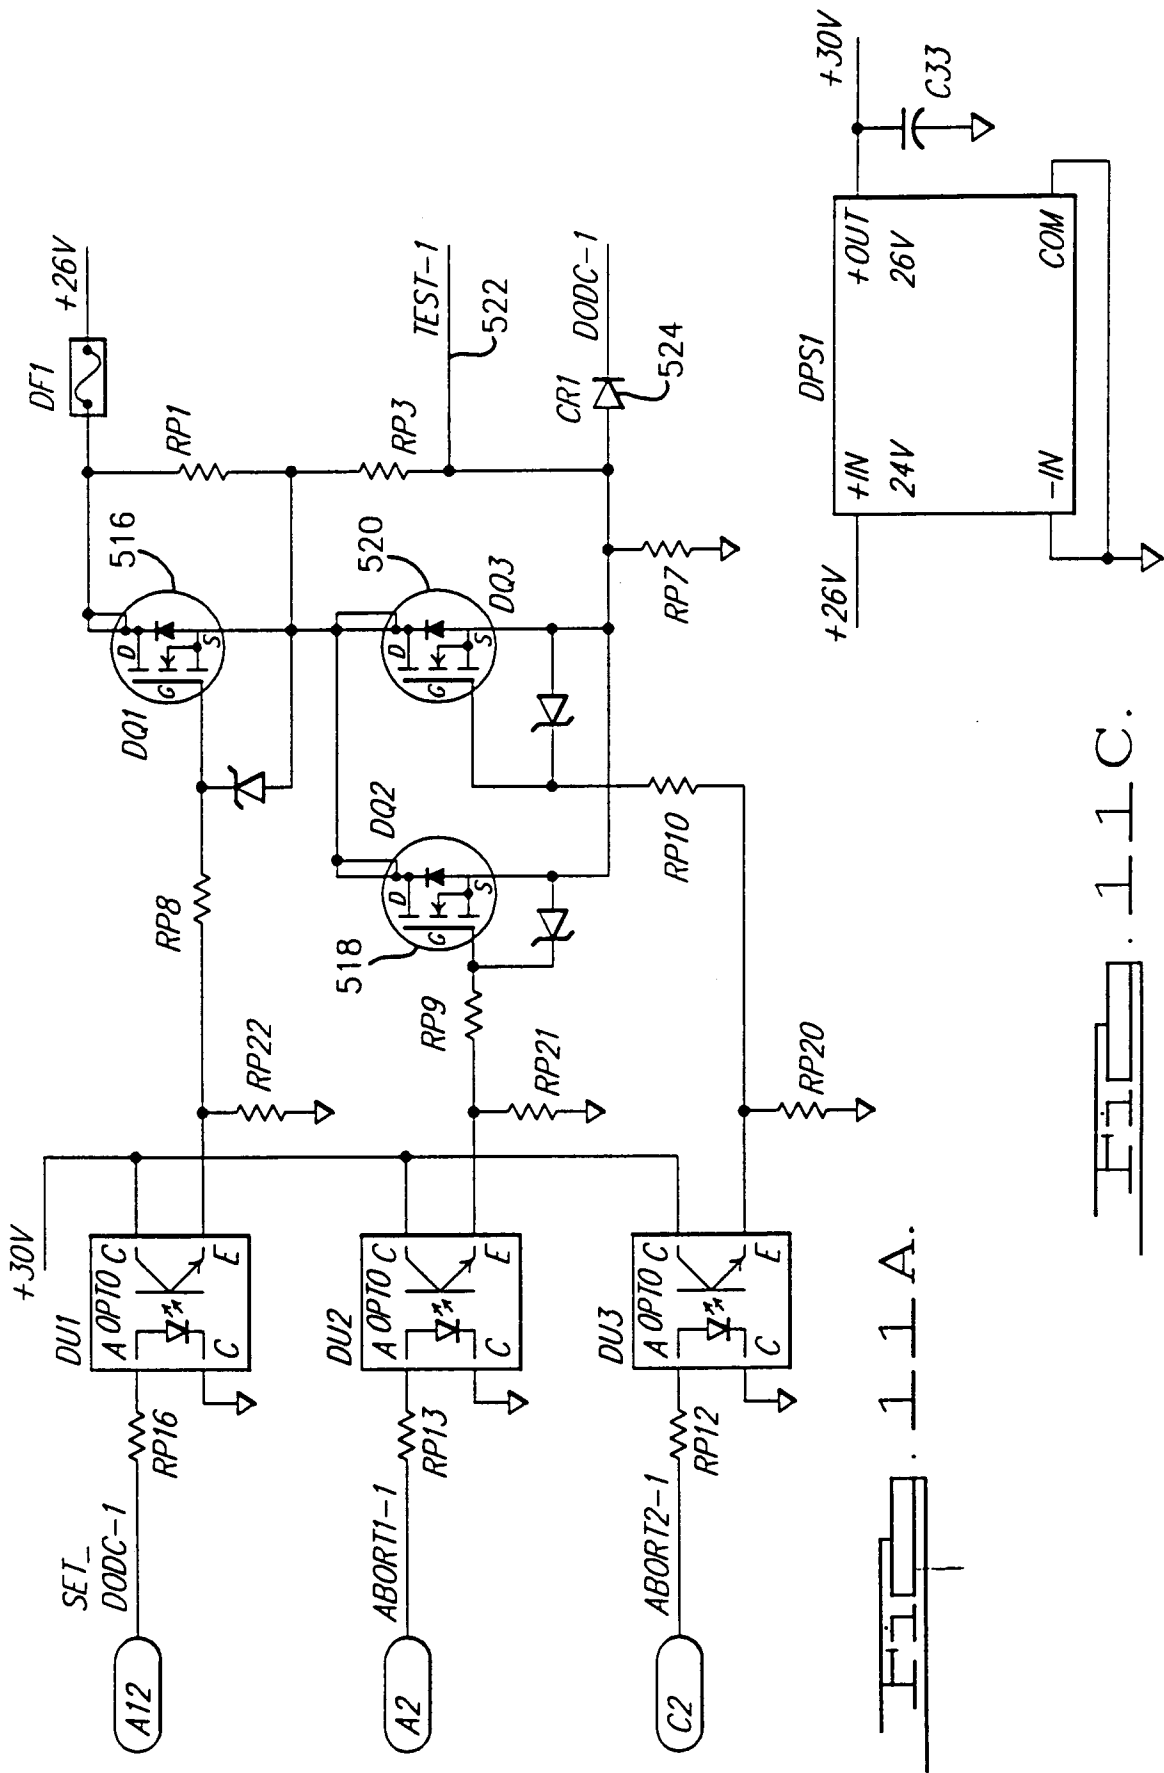 +26V
DF1
RP1
516
DQ1
D
G
S
RP8
RP22
+30V
DU1
A OPTO C
C E
RP16
SET_
DODC-1
A12
TEST-1
522
RP3
520
DQ3
D
G
S
DQ2
D
G
S
518
RP9
RP21
DU2
A OPTO C
C E
RP13
ABORT1-1
A2
DODC-1
CR1
524
RP7
RP10
RP20
DU3
A OPTO C
C E
RP12
ABORT2-1
C2
Fig. 11A.
+30V
C33
DPS1
+IN +OUT
24V 26V
-IN COM
+26V
Fig. 11C.